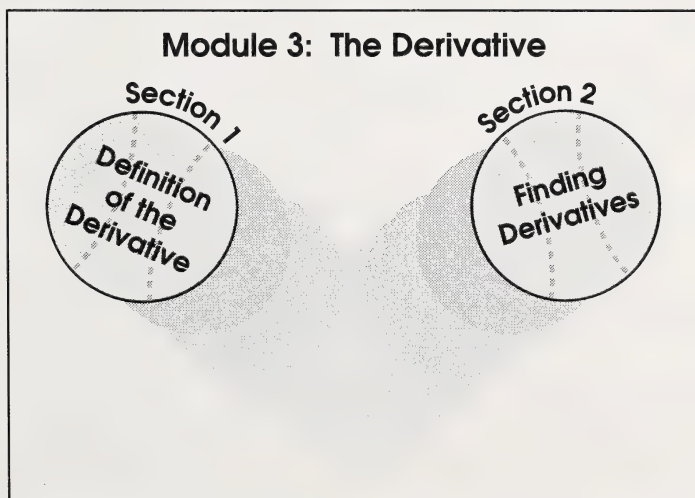 Module 3: The Derivative
Section 1
Definition
of the
Derivative
Section 2
Finding
Derivatives